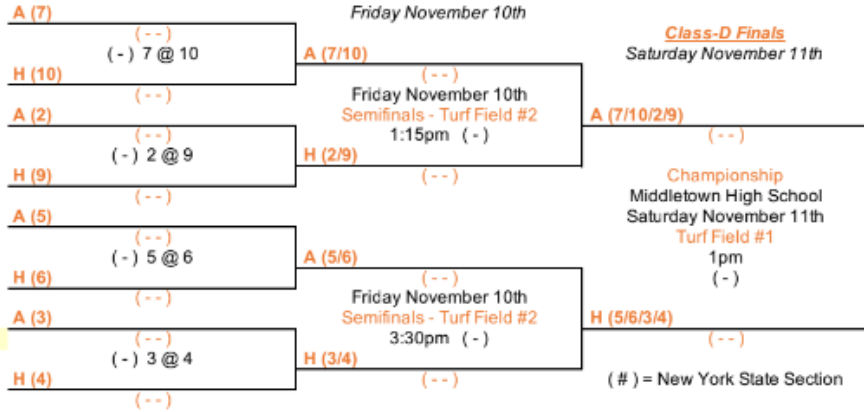 A (7)
( - - )
( - ) 7 @ 10
H (10)
( - - )
A (2)
( - - )
( - ) 2 @ 9
H (9)
( - - )
A (5)
( - - )
( - ) 5 @ 6
H (6)
( - - )
A (3)
( - - )
( - ) 3 @ 4
H (4)
( - - )
Friday November 10th
A (7/10)
( - - )
Friday November 10th
Semifinals - Turf Field #2
1:15pm ( - )
H (2/9)
( - - )
A (5/6)
( - - )
Friday November 10th
Semifinals - Turf Field #2
3:30pm ( - )
H (3/4)
( - - )
Class-D Finals
Saturday November 11th
A (7/10/2/9)
( - - )
Championship
Middletown High School
Saturday November 11th
Turf Field #1
1pm
( - )
H (5/6/3/4)
( - - )
( # ) = New York State Section